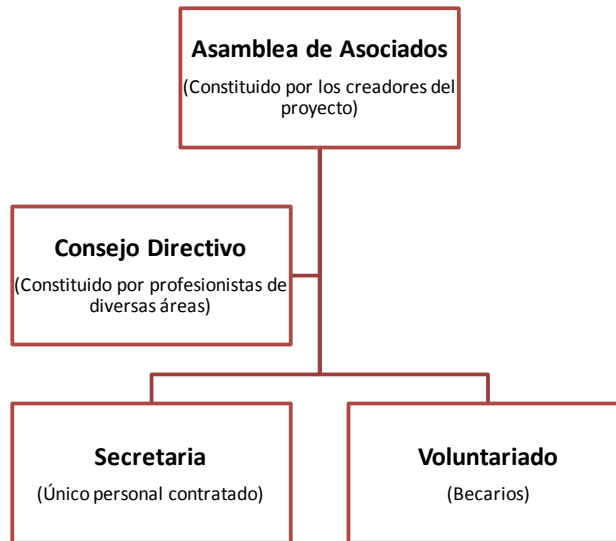 Asamblea de Asociados
(Constituido por los creadores del
proyecto)
Consejo Directivo
(Constituido por profesionistas de
diversas áreas)
Secretaria
(Único personal contratado)
Voluntariado
(Becarios)